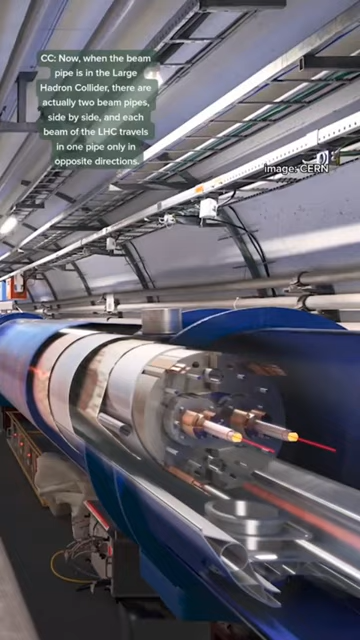 CC: Now, when the beam
pipe is in the Large
Hadron Collider, there are
actually two beam pipes,
side by side, and each
beam of the LHC travels
in one pipe only in
opposite directions.
Image: CERN